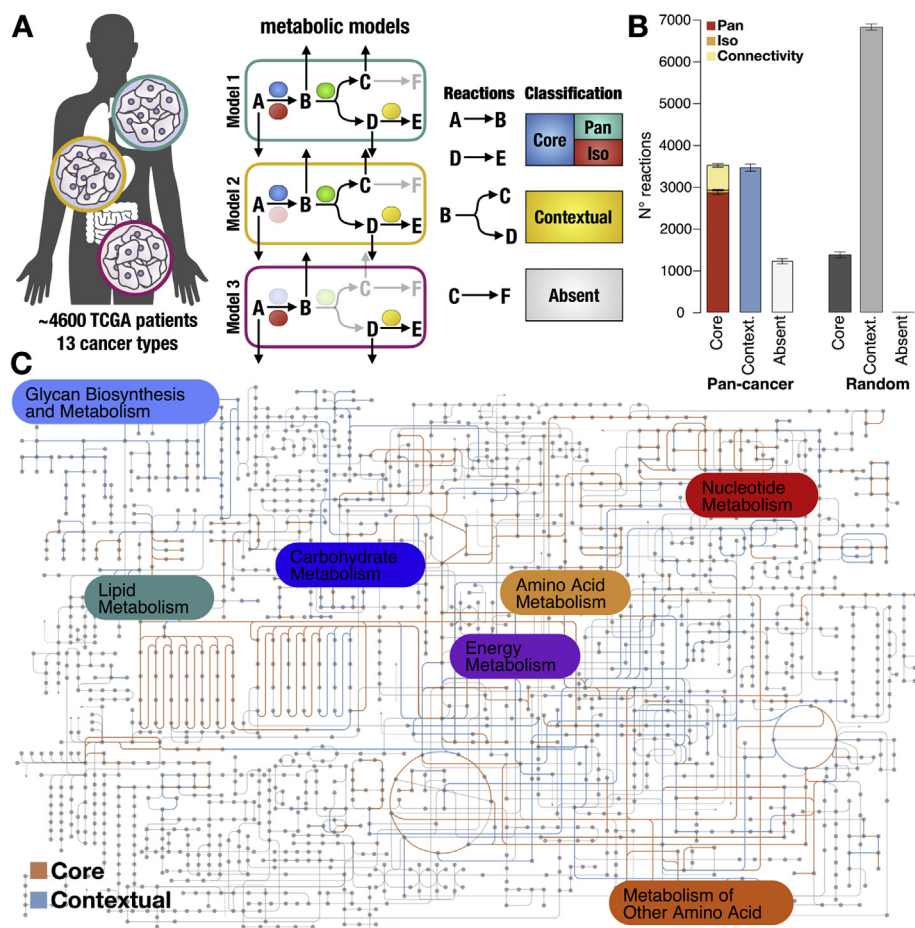 A
metabolic models
Model 1
A
B
C
F
D
E
Model 2
A
B
C
F
D
E
Model 3
A
B
C
F
D
E
~4600 TCGA patients
13 cancer types
Reactions
Classification
A
B
D
E
Core
Pan
Iso
B
C
D
Contextual
C
F
Absent
B
Pan
Iso
Connectivity
N° reactions
7000
6000
5000
4000
3000
2000
1000
0
Core
Context.
Absent
Core
Context.
Absent
Pan-cancer
Random
C
Glycan Biosynthesis
and Metabolism
Nucleotide
Metabolism
Carbohydrate
Metabolism
Lipid
Metabolism
Amino Acid
Metabolism
Energy
Metabolism
Core
Contextual
Metabolism of
Other Amino Acid